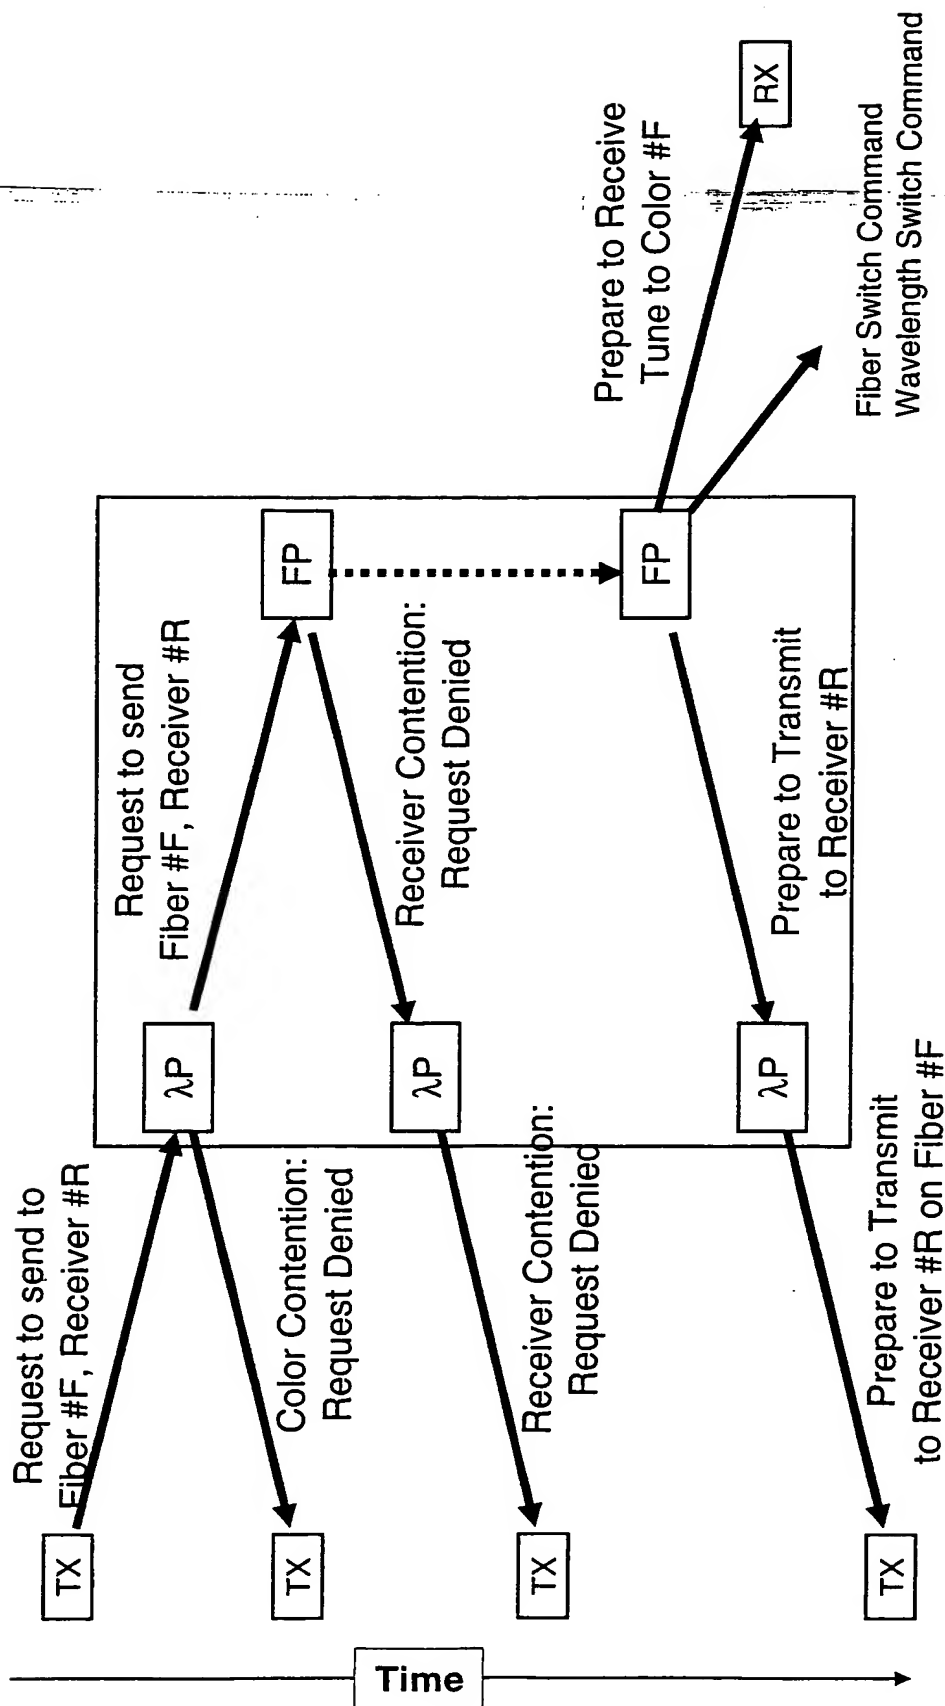 TX
Request to send to
Fiber #F, Receiver #R
λP
Request to send
Fiber #F, Receiver #R
FP
TX
Color Contention:
Request Denied
Receiver Contention:
Request Denied
λP
TX
Receiver Contention:
Request Denied
FP
Prepare to Receive
Tune to Color #F
RX
Fiber Switch Command
Wavelength Switch Command
Prepare to Transmit
to Receiver #R
λP
Prepare to Transmit
to Receiver #R on Fiber #F
TX
Time